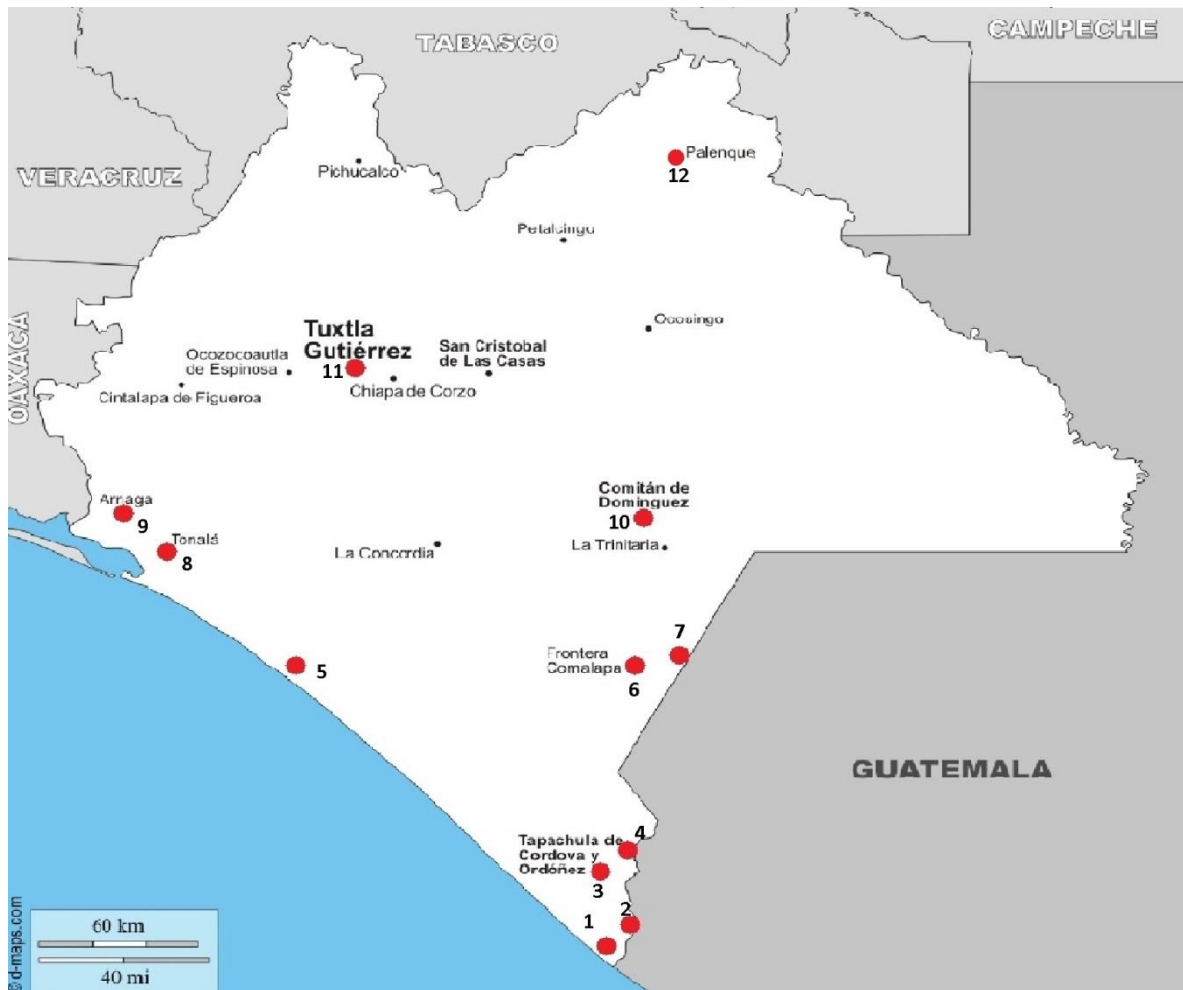 TABASCO
CAMPECHE
VERACRUZ
OAXACA
Pichucalco
Palenque
12
Petalcingo
Ocosingo
Tuxtla
Gutiérrez
11
Ocozocoautla
de Espinosa
San Cristobal
de Las Casas
Cintalapa de Figueroa
Chiapa de Corzo
Arriaga
9
Tonalá
8
Comitán de
Dominguez
10
La Concordia
La Trinitaria
7
Frontera
Comalapa
6
5
GUATEMALA
4
Tapachula de
Cordova y
Ordóñez
3
2
1
60 km
40 mi
© d-maps.com